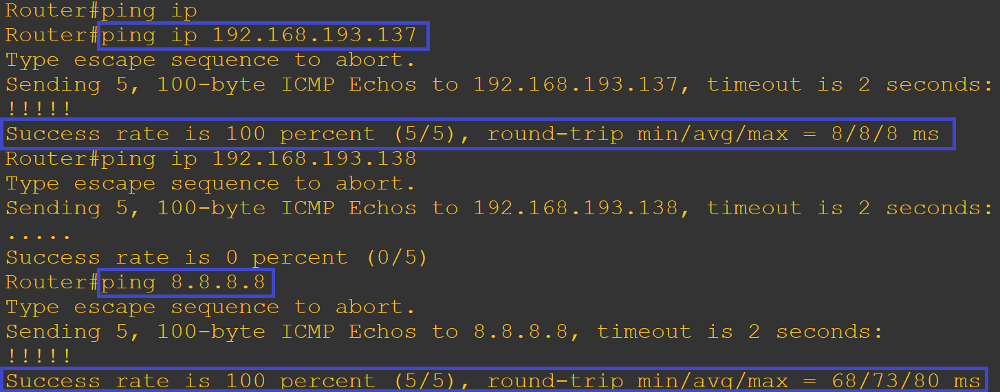 Router#ping ip
Router#ping ip 192.168.193.137
Type escape sequence to abort.
Sending 5, 100-byte ICMP Echos to 192.168.193.137, timeout is 2 seconds:
!!!!!
Success rate is 100 percent (5/5), round-trip min/avg/max = 8/8/8 ms
Router#ping ip 192.168.193.138
Type escape sequence to abort.
Sending 5, 100-byte ICMP Echos to 192.168.193.138, timeout is 2 seconds:
.....
Success rate is 0 percent (0/5)
Router#ping 8.8.8.8
Type escape sequence to abort.
Sending 5, 100-byte ICMP Echos to 8.8.8.8, timeout is 2 seconds:
!!!!!
Success rate is 100 percent (5/5), round-trip min/avg/max = 68/73/80 ms